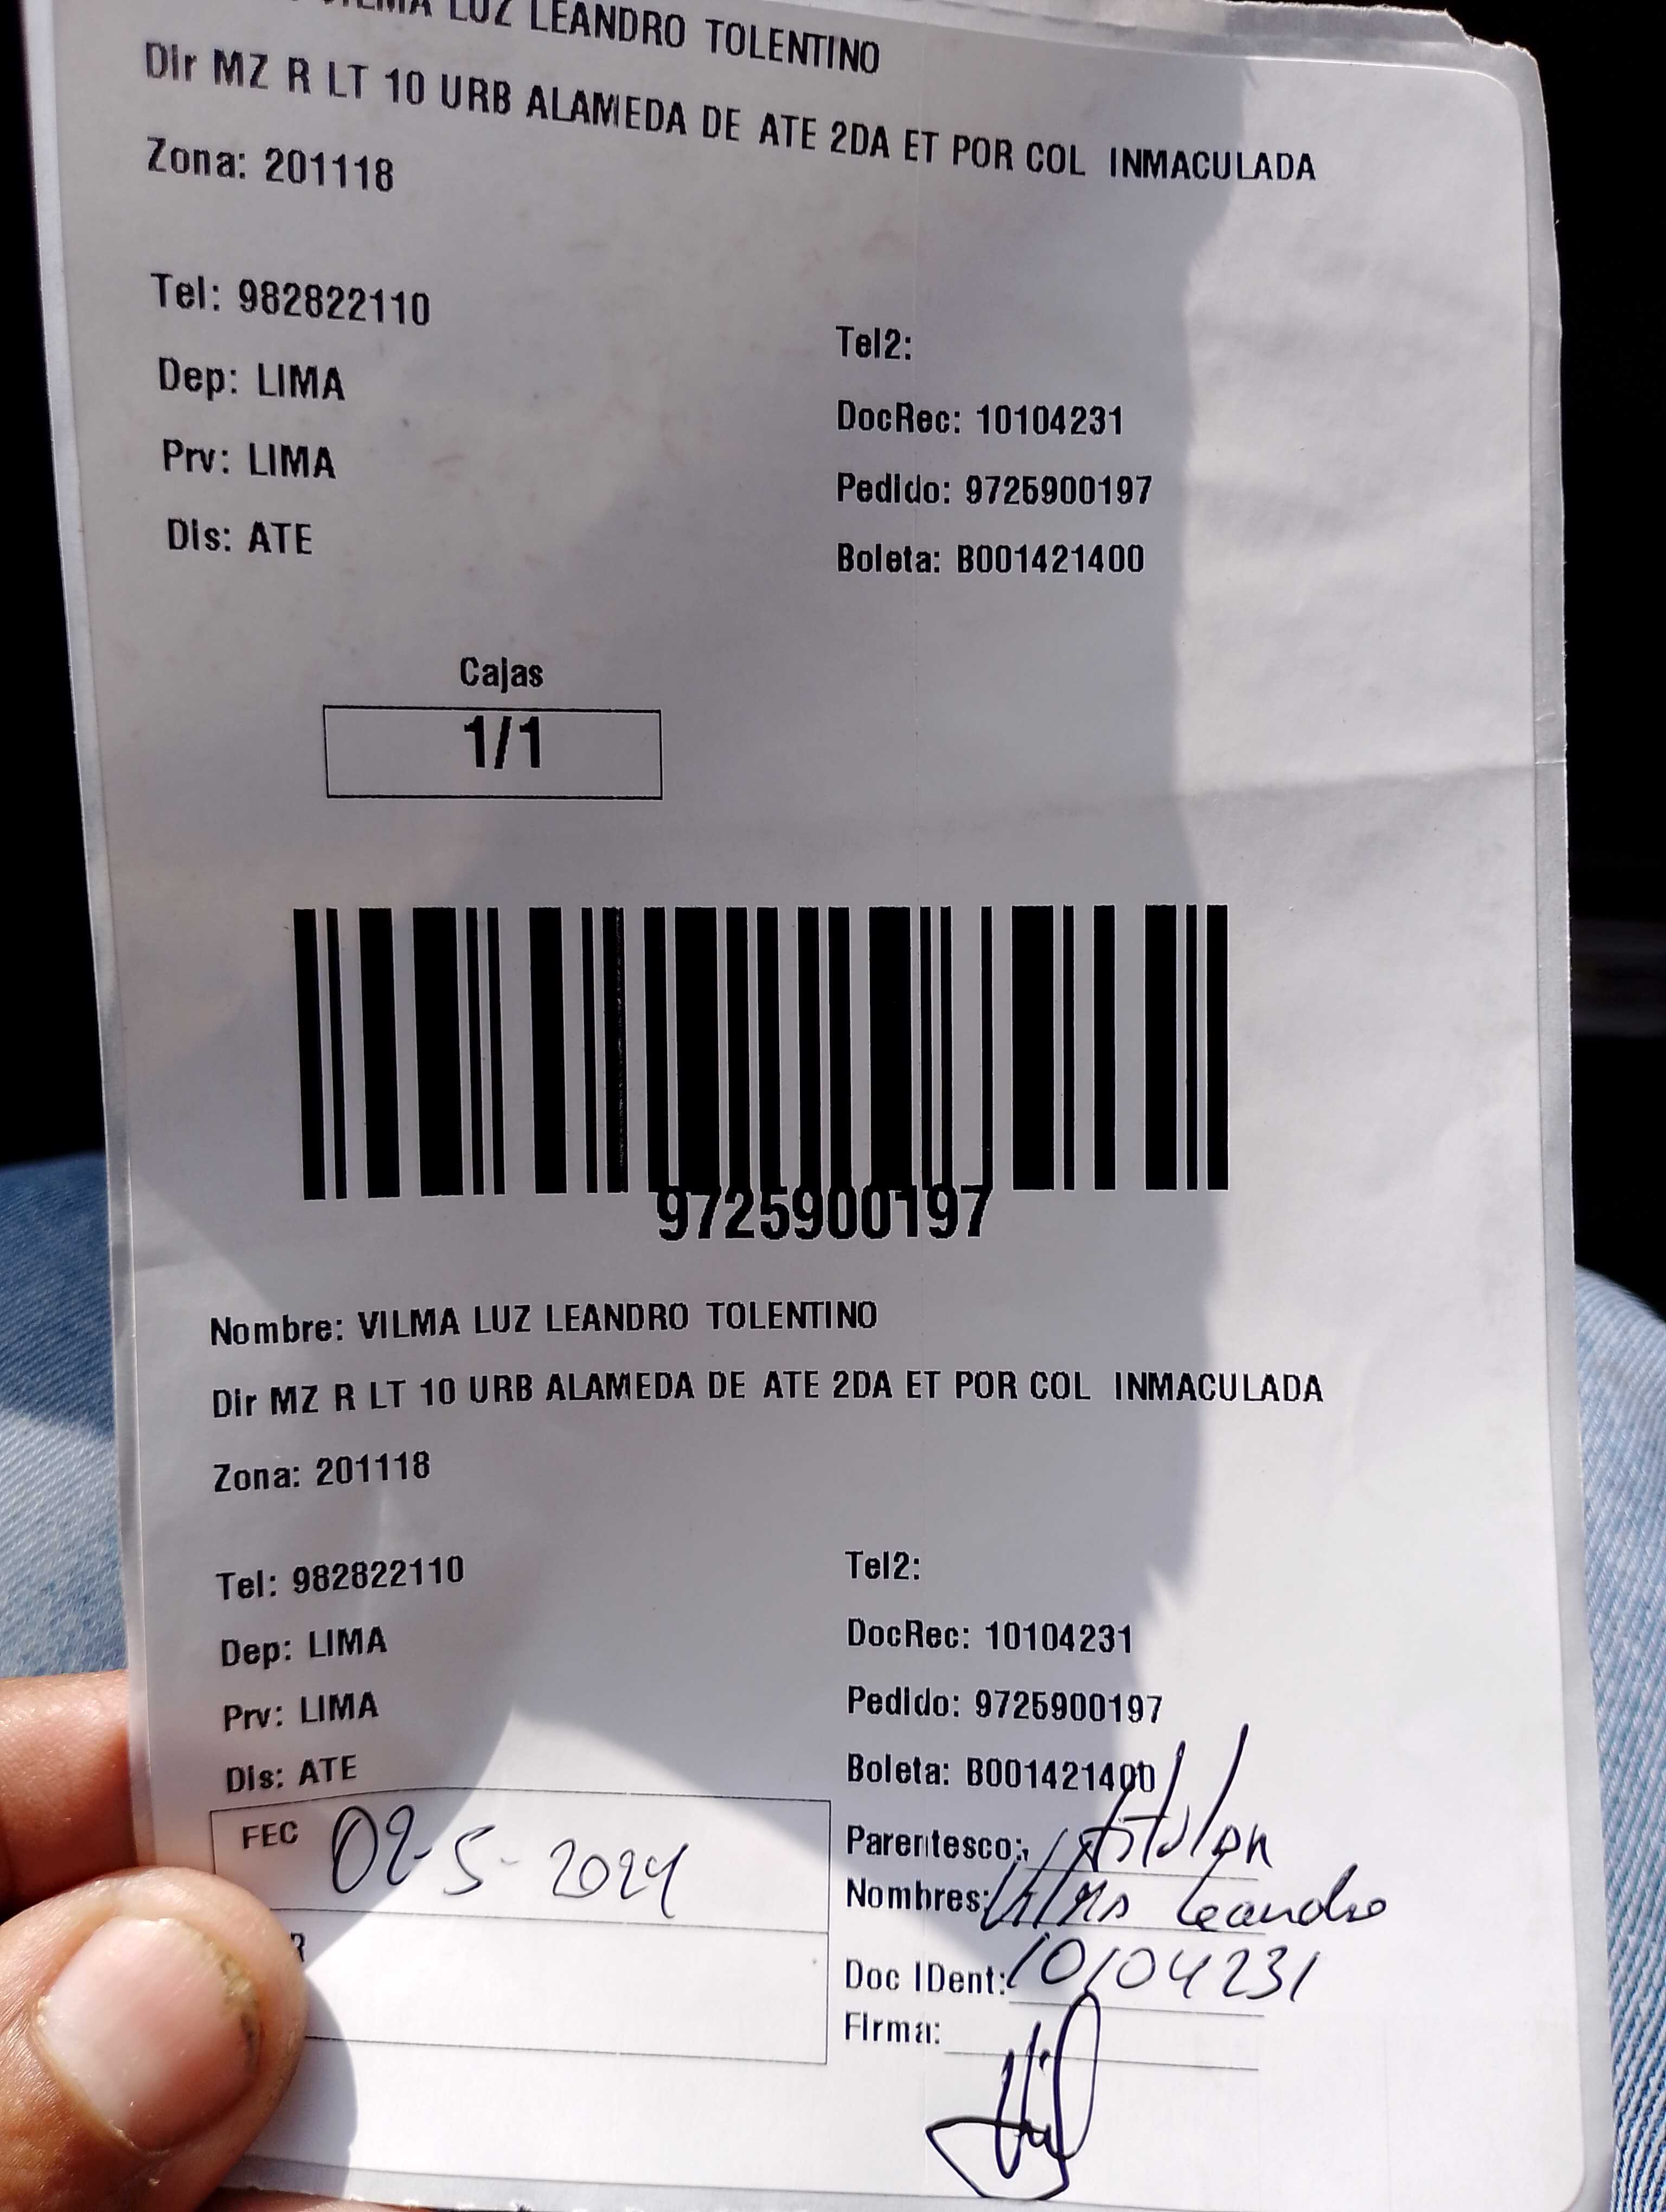 VILMA LUZ LEANDRO TOLENTINO
Dir MZ R LT 10 URB ALAMEDA DE ATE 2DA ET POR COL INMACULADA
Zona: 201118
Tel: 982822110
Tel2:
Dep: LIMA
DocRec: 10104231
Prv: LIMA
Pedido: 9725900197
Dis: ATE
Boleta: B001421400
Cajas
1/1
9725900197
Nombre: VILMA LUZ LEANDRO TOLENTINO
Dir MZ R LT 10 URB ALAMEDA DE ATE 2DA ET POR COL INMACULADA
Zona: 201118
Tel: 982822110
Tel2:
Dep: LIMA
DocRec: 10104231
Prv: LIMA
Pedido: 9725900197
Dis: ATE
Boleta: B001421400
FEC 02-5-2024
Parentesco:
Nombres: Vilma Leandro
Doc IDent: 10104231
Firma: